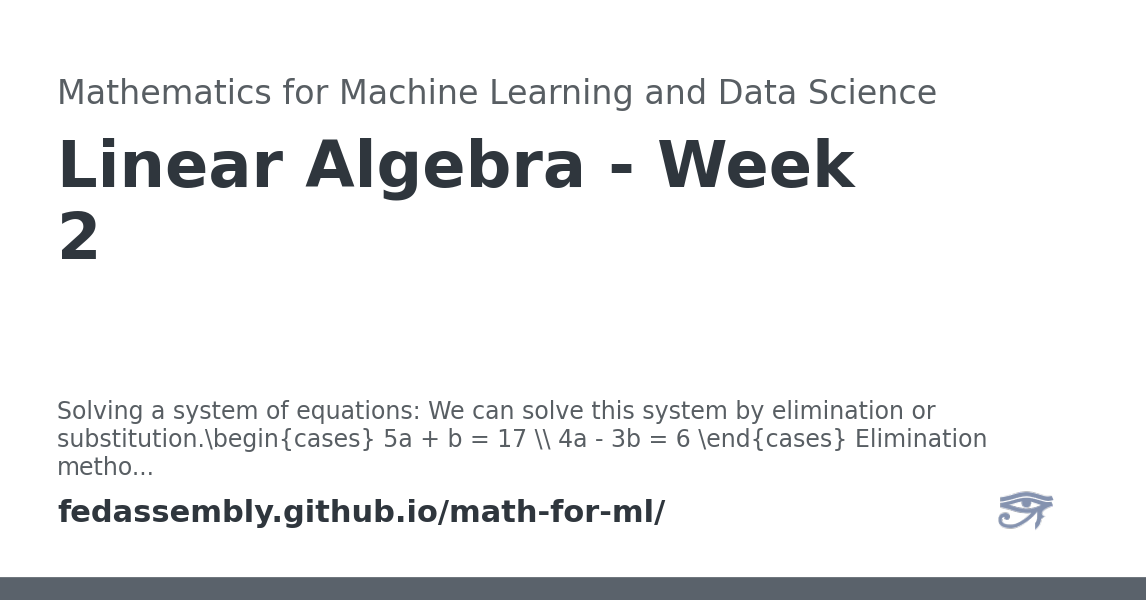 Mathematics for Machine Learning and Data Science
Linear Algebra - Week
2
Solving a system of equations: We can solve this system by elimination or
substitution.\begin{cases} 5a + b = 17 \\ 4a - 3b = 6 \end{cases} Elimination
metho...
fedassembly.github.io/math-for-ml/